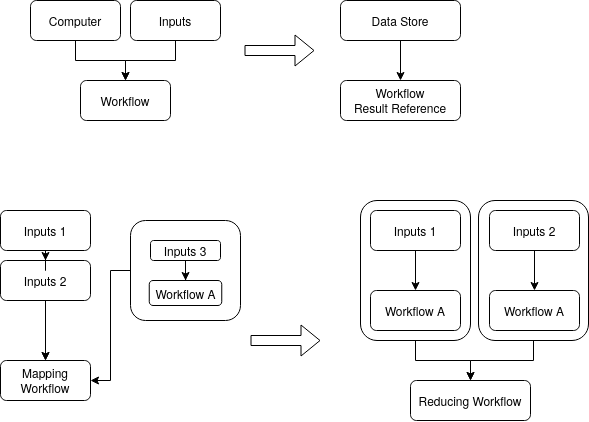 Computer
Inputs
Data Store
Workflow
Workflow
Result Reference
Inputs 1
Inputs 2
Inputs 3
Workflow A
Mapping
Workflow
Inputs 1
Inputs 2
Workflow A
Workflow A
Reducing Workflow